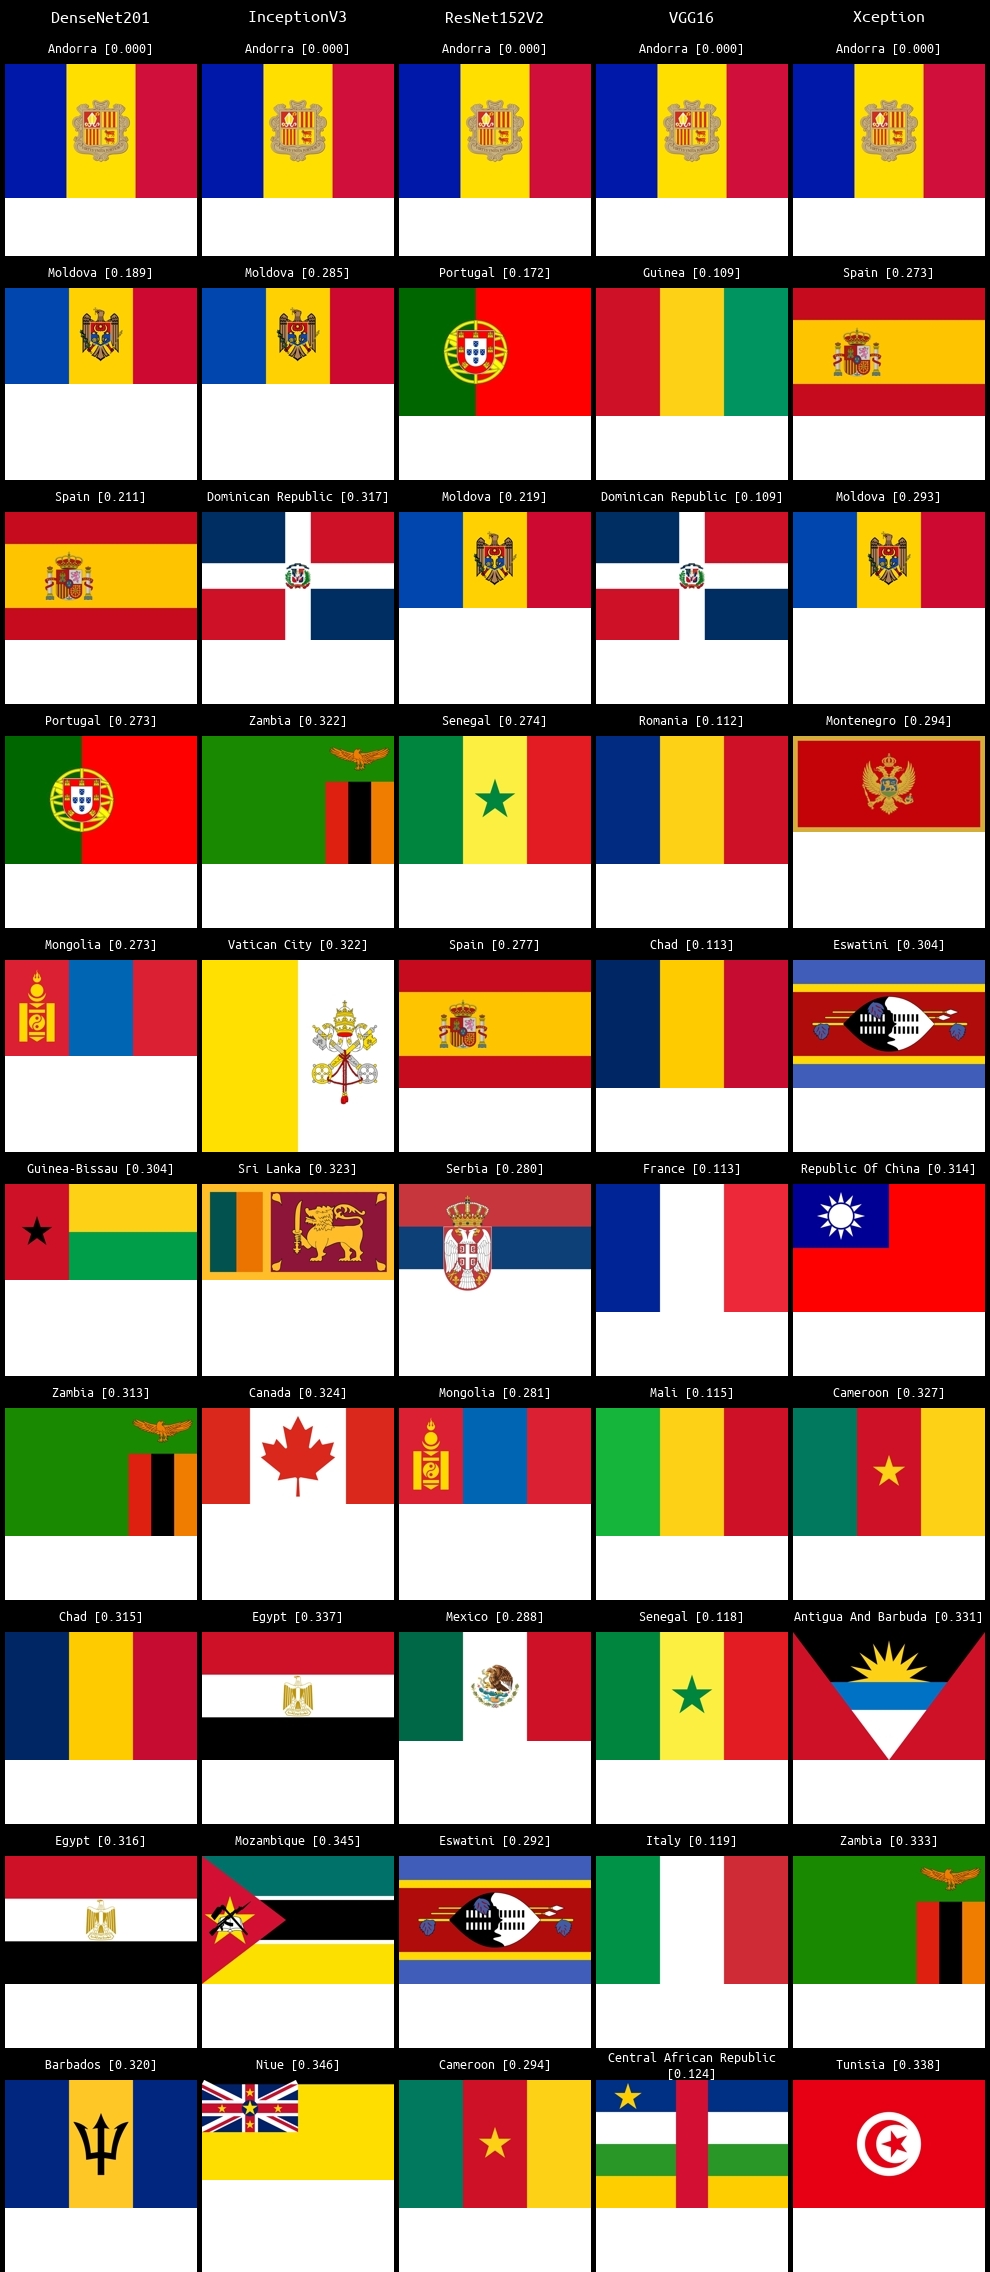 DenseNet201 InceptionV3 ResNet152V2 VGG16 Xception
Andorra [0.000] Andorra [0.000] Andorra [0.000] Andorra [0.000] Andorra [0.000]
Moldova [0.189] Moldova [0.285] Portugal [0.172] Guinea [0.109] Spain [0.273]
Spain [0.211] Dominican Republic [0.317] Moldova [0.219] Dominican Republic [0.109] Moldova [0.293]
Portugal [0.273] Zambia [0.322] Senegal [0.274] Romania [0.112] Montenegro [0.294]
Mongolia [0.273] Vatican City [0.322] Spain [0.277] Chad [0.113] Eswatini [0.304]
Guinea-Bissau [0.304] Sri Lanka [0.323] Serbia [0.280] France [0.113] Republic Of China [0.314]
Zambia [0.313] Canada [0.324] Mongolia [0.281] Mali [0.115] Cameroon [0.327]
Chad [0.315] Egypt [0.337] Mexico [0.288] Senegal [0.118] Antigua And Barbuda [0.331]
Egypt [0.316] Mozambique [0.345] Eswatini [0.292] Italy [0.119] Zambia [0.333]
Barbados [0.320] Niue [0.346] Cameroon [0.294] Central African Republic Tunisia [0.338]
[0.124]